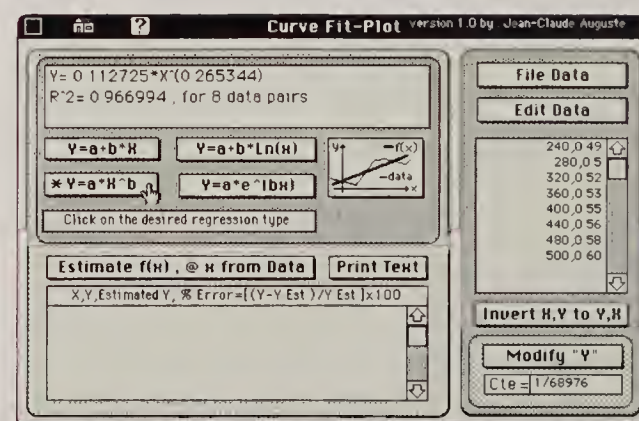 Curve Fit-Plot version 1.0 by Jean-Claude Auguste
Y= 0 112725*X^(0 265344)
R^2= 0 966994 , for 8 data pairs
Y=a+b*X
Y=a+b*Ln(x)
* Y=a*X^b
Y=a*e^(bx)
Y
—f(x)
—data
x
Click on the desired regression type
Estimate f(x) , @ x from Data
Print Text
X,Y,Estimated Y, % Error=[(Y-Y Est )/Y Est ]x100
File Data
Edit Data
240,0 49
280,0 5
320,0 52
360,0 53
400,0 55
440,0 56
480,0 58
500,0 60
Invert X,Y to Y,X
Modify "Y"
Cte = 1/68976